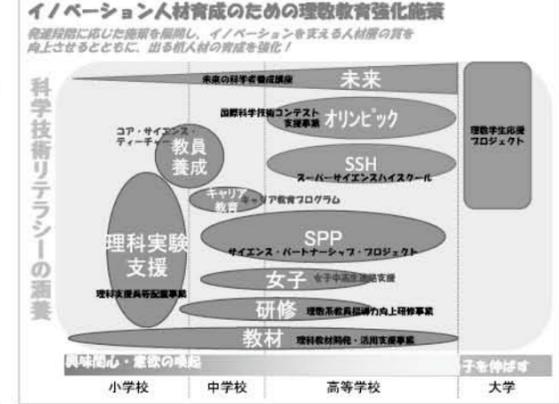 イノベーション人材育成のための理数教育強化施策
発達段階に応じた施策を展開し、イノベーションを支える人材層の質を
向上させるとともに、出る杭人材の育成を強化！
科学技術リテラシーの涵養
未来の科学者養成講座
未来
国際科学技術コンテスト
支援事業
オリンピック
理数学生応援
プロジェクト
コア・サイエンス・
ティーチャー
教員
養成
SSH
スーパーサイエンスハイスクール
キャリア
教育
キャリア教育プログラム
理科実験
支援
理科支援員等配置事業
SPP
サイエンス・パートナーシップ・プロジェクト
女子
女子中高生進路支援
研修
理数系教員指導力向上研修事業
教材
理科教材開発・活用支援事業
興味関心・意欲の喚起
子を伸ばす
小学校
中学校
高等学校
大学